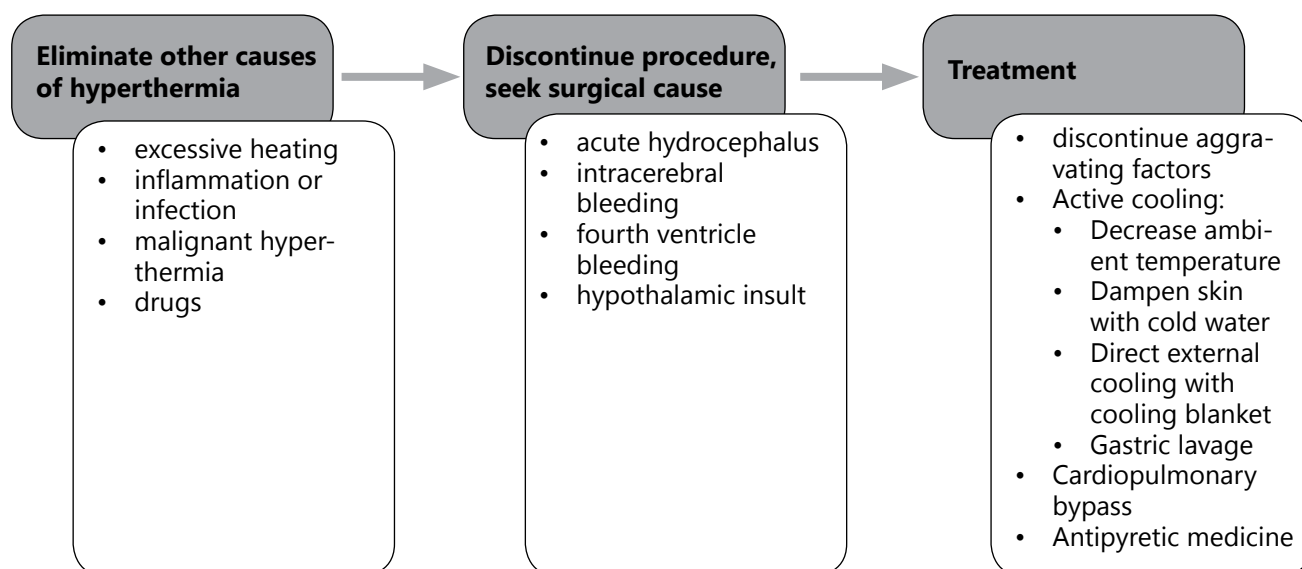 Eliminate other causes
of hyperthermia
• excessive heating
• inflammation or
infection
• malignant hyper-
thermia
• drugs
Discontinue procedure,
seek surgical cause
• acute hydrocephalus
• intracerebral
bleeding
• fourth ventricle
bleeding
• hypothalamic insult
Treatment
• discontinue aggra-
vating factors
• Active cooling:
• Decrease ambi-
ent temperature
• Dampen skin
with cold water
• Direct external
cooling with
cooling blanket
• Gastric lavage
• Cardiopulmonary
bypass
• Antipyretic medicine